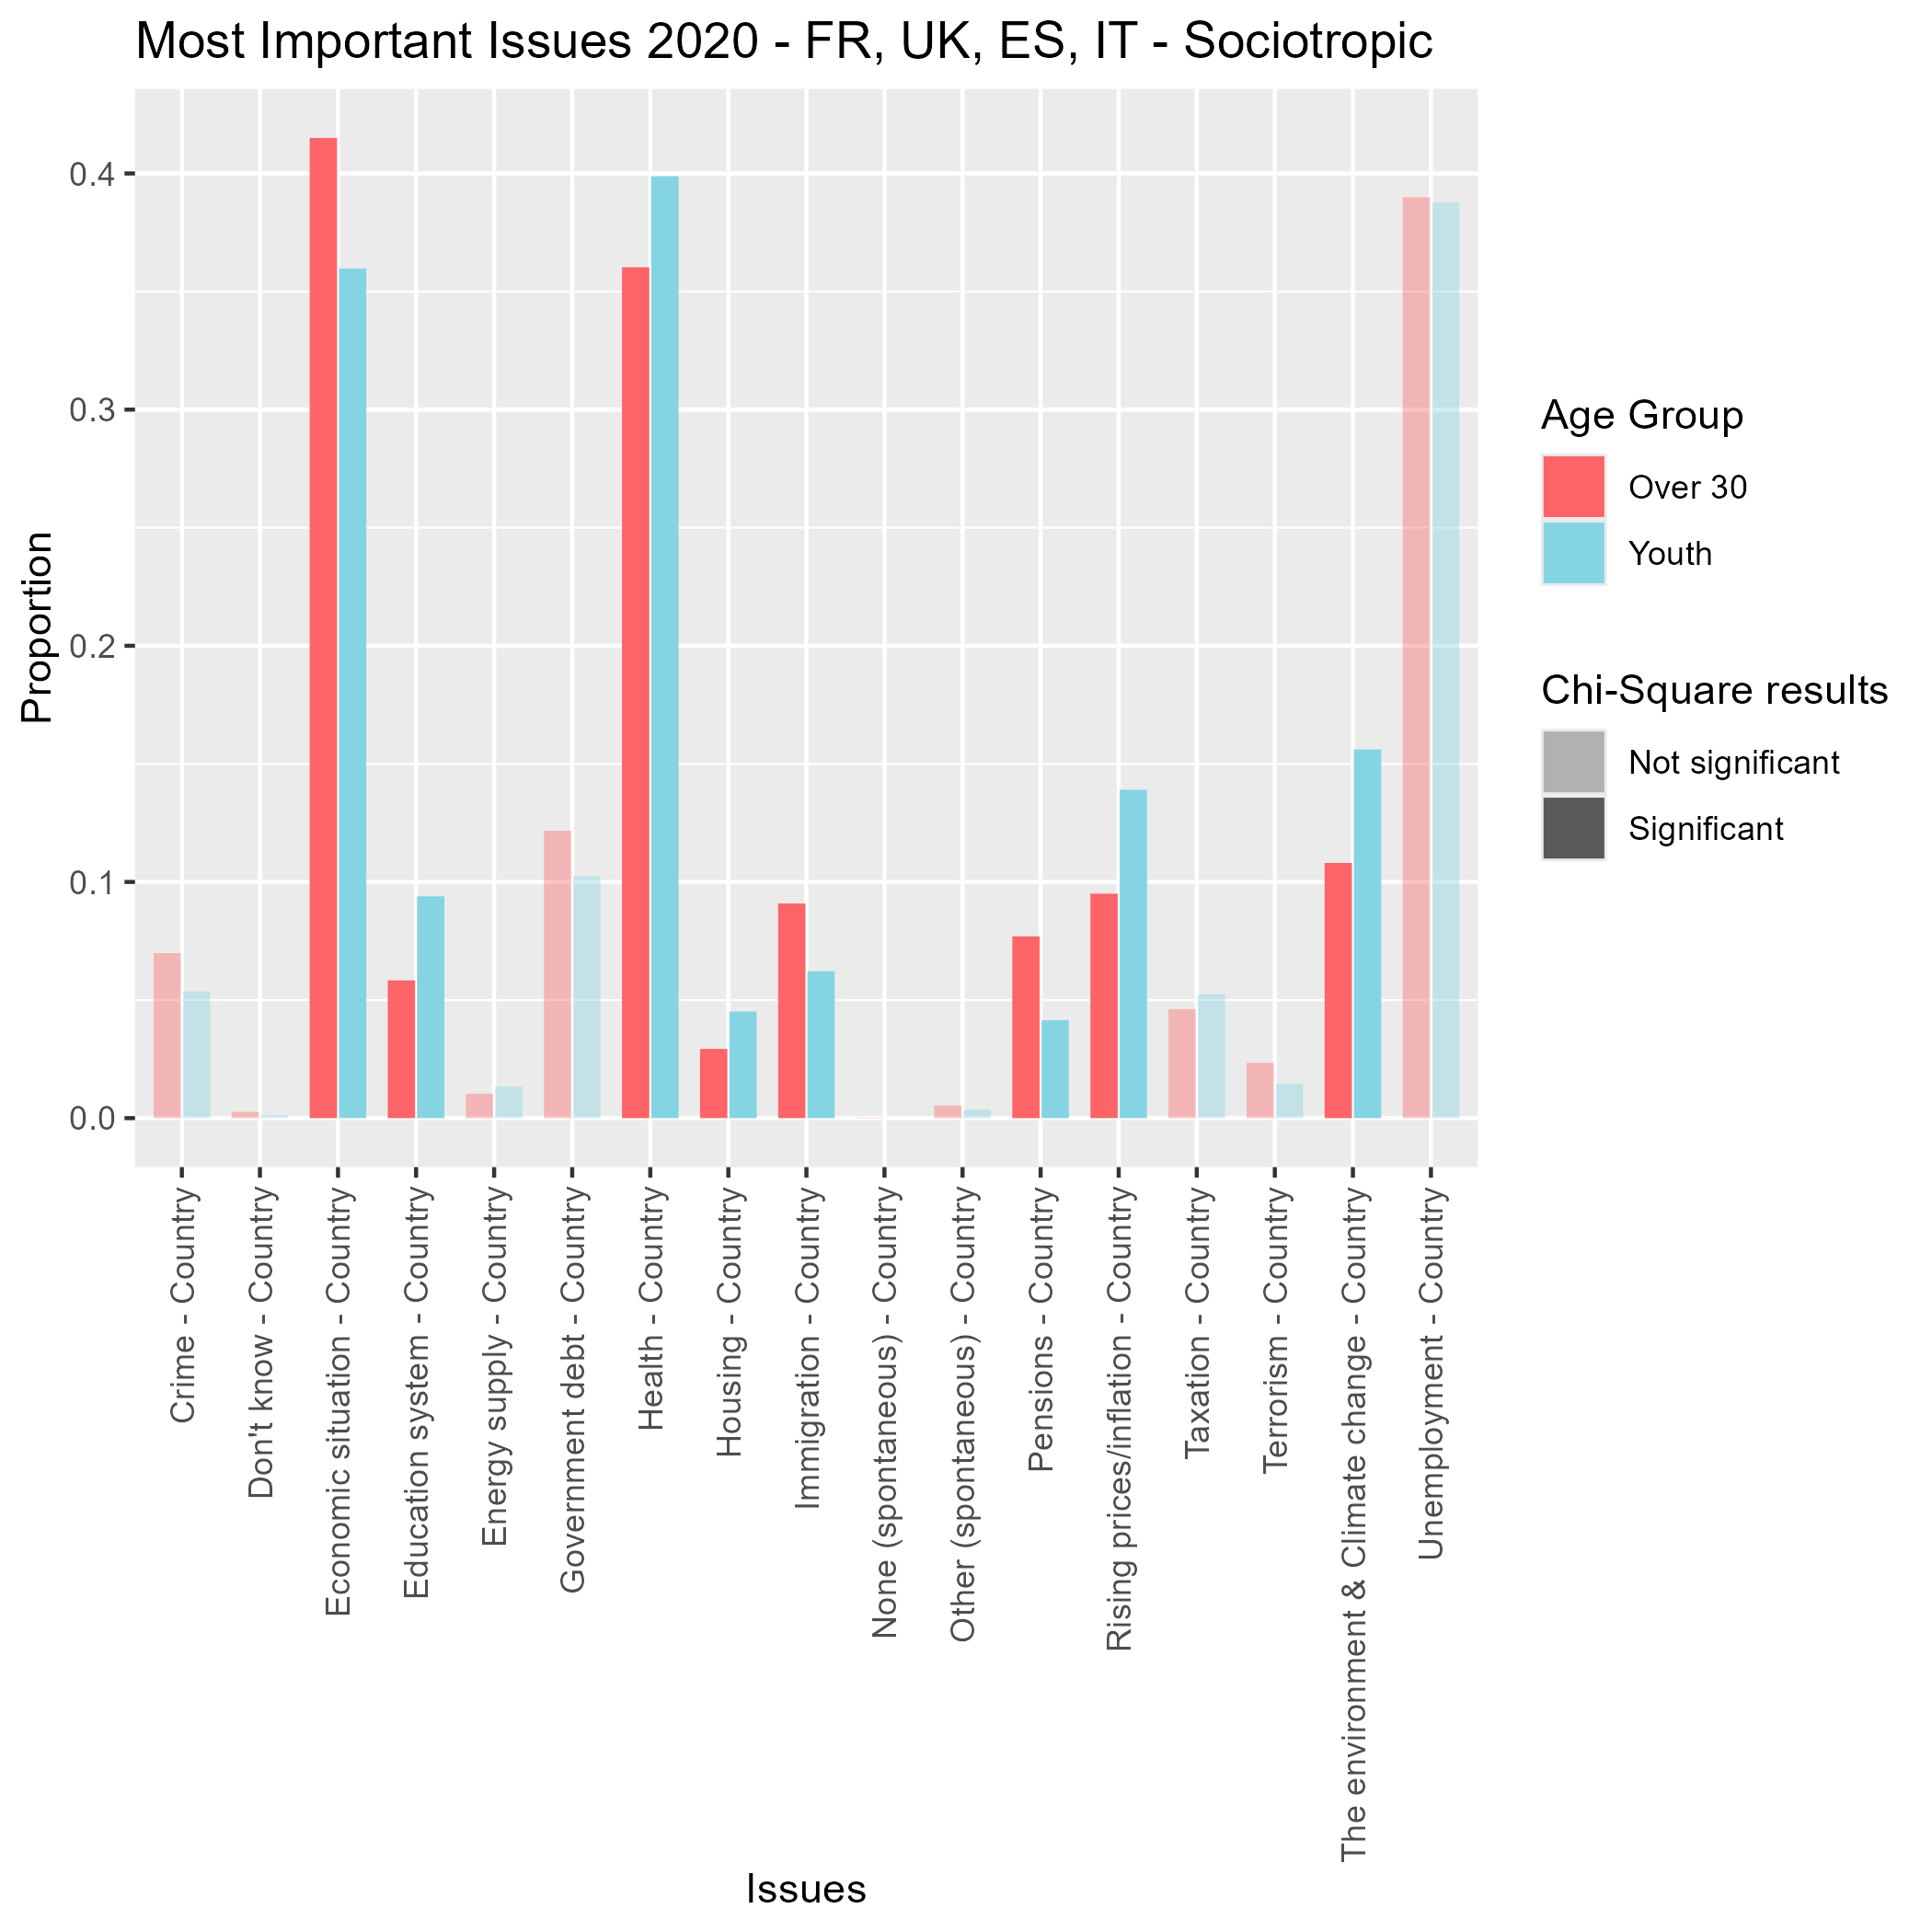 Most Important Issues 2020 - FR, UK, ES, IT - Sociotropic
Proportion
0.4
0.3
0.2
0.1
0.0
Crime - Country
Don't know - Country
Economic situation - Country
Education system - Country
Energy supply - Country
Government debt - Country
Health - Country
Housing - Country
Immigration - Country
None (spontaneous) - Country
Other (spontaneous) - Country
Pensions - Country
Rising prices/inflation - Country
Taxation - Country
Terrorism - Country
The environment & Climate change - Country
Unemployment - Country
Issues
Age Group
Over 30
Youth
Chi-Square results
Not significant
Significant